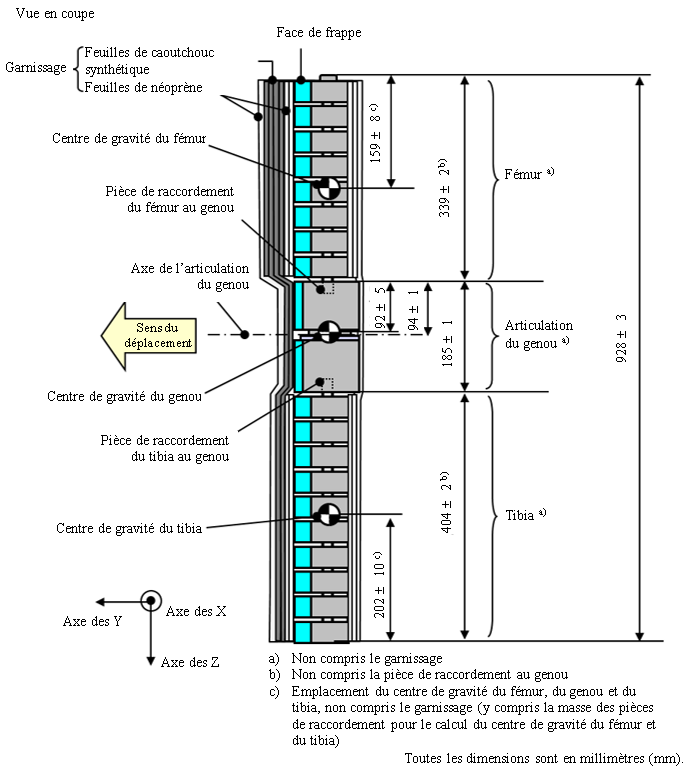 Vue en coupe
Face de frappe
Garnissage
Feuilles de caoutchouc
synthétique
Feuilles de néoprène
Centre de gravité du fémur
Pièce de raccordement
du fémur au genou
Axe de l'articulation
du genou
Sens du
déplacement
Centre de gravité du genou
Pièce de raccordement
du tibia au genou
Centre de gravité du tibia
159 ± 8 c)
339 ± 2 b)
Fémur a)
92 ± 5
94 ± 1
185 ± 1
Articulation
du genou a)
928 ± 3
404 ± 2 b)
Tibia a)
202 ± 10 c)
Axe des X
Axe des Y
Axe des Z
a) Non compris le garnissage
b) Non compris la pièce de raccordement au genou
c) Emplacement du centre de gravité du fémur, du genou et du
tibia, non compris le garnissage (y compris la masse des pièces
de raccordement pour le calcul du centre de gravité du fémur et
du tibia)
Toutes les dimensions sont en millimètres (mm).